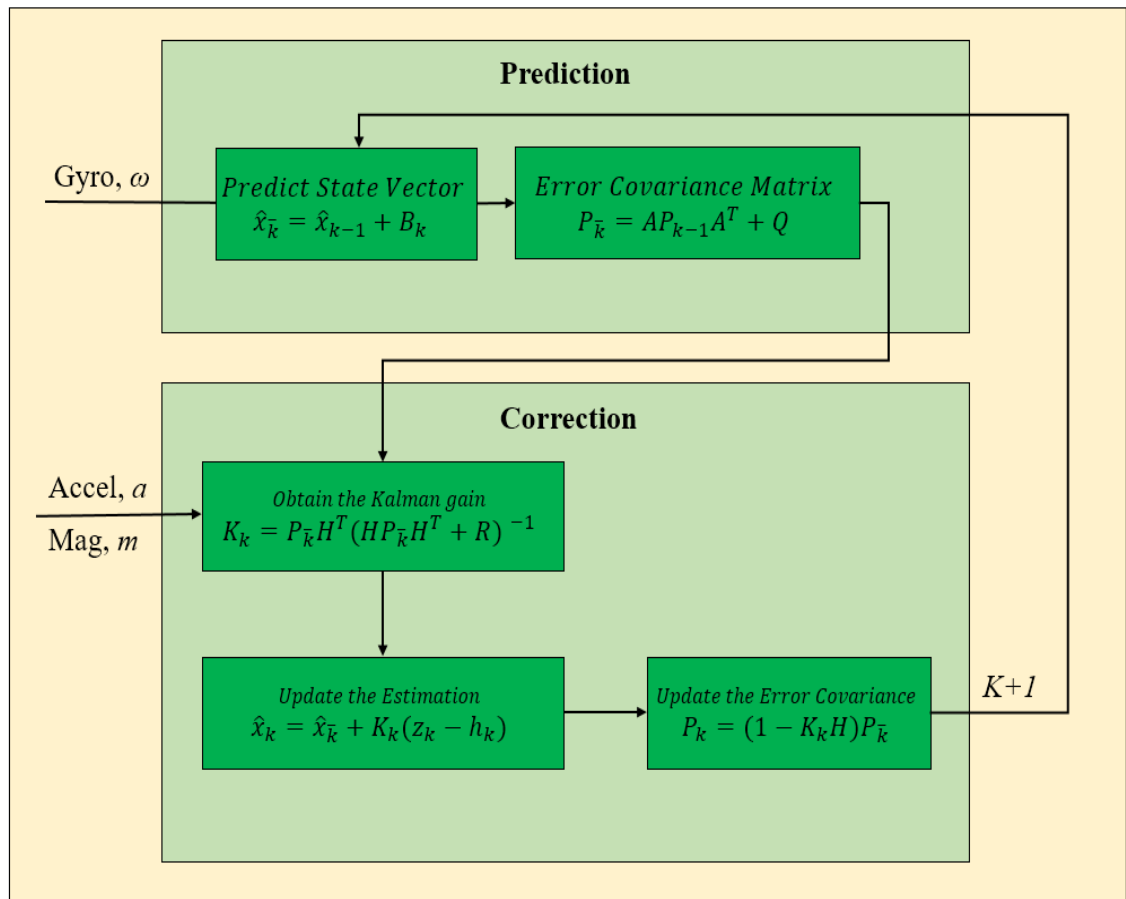 Prediction
Gyro, ω
Predict State Vector
x̂_k̄ = x̂_{k−1} + B_k
Error Covariance Matrix
P_k̄ = AP_{k−1}A^T + Q
Correction
Accel, a
Mag, m
Obtain the Kalman gain
K_k = P_k̄H^T(HP_k̄H^T + R)^{−1}
Update the Estimation
x̂_k = x̂_k̄ + K_k(z_k − h_k)
Update the Error Covariance
P_k = (1 − K_kH)P_k̄
K+1